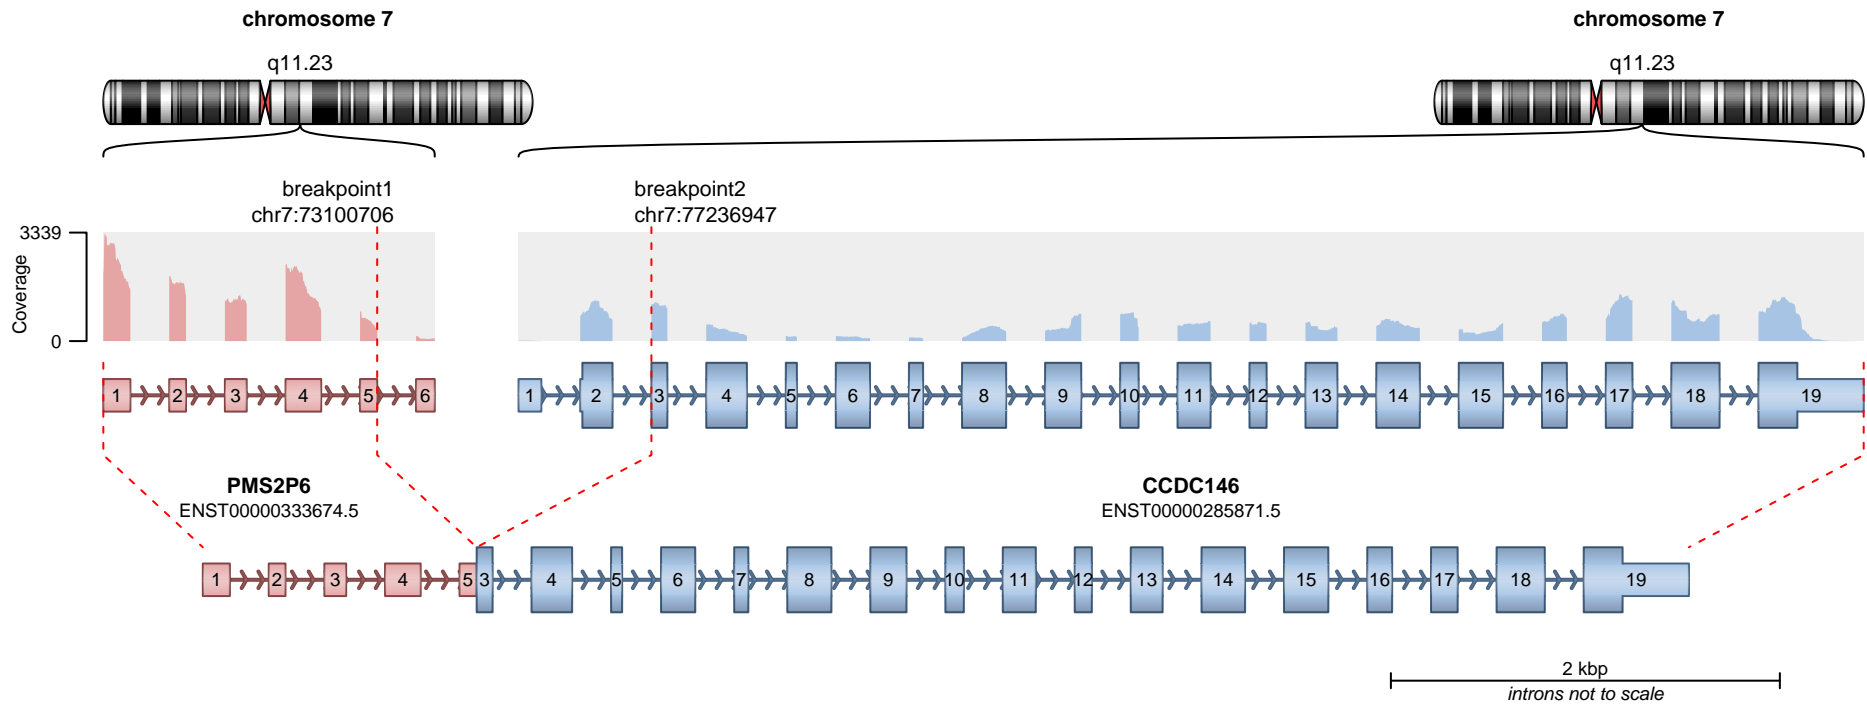 chromosome 7
chromosome 7
q11.23
q11.23
breakpoint1
chr7:73100706
breakpoint2
chr7:77236947
3339
Coverage
0
1 2 3 4 5 6
1 2 3 4 5 6 7 8 9 10 11 12 13 14 15 16 17 18 19
PMS2P6
ENST00000333674.5
CCDC146
ENST00000285871.5
1 2 3 4 5 3 4 5 6 7 8 9 10 11 12 13 14 15 16 17 18 19
2 kbp
introns not to scale